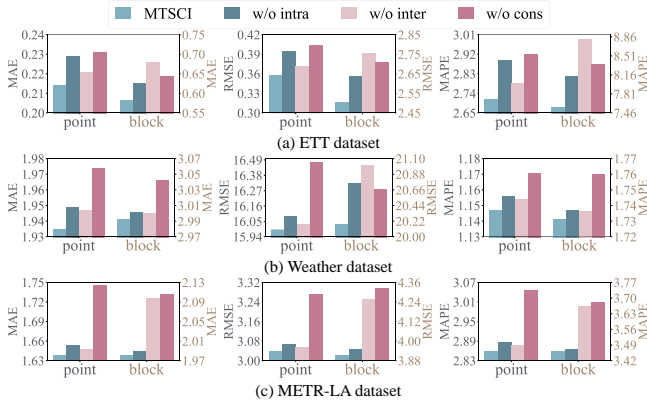 MTSCI w/o intra w/o inter w/o cons
MAE 0.24 0.23 0.22 0.21 0.20 point block 0.75 0.70 0.65 0.60 0.55 MAE
RMSE 0.42 0.39 0.36 0.33 0.30 point block 2.85 2.75 2.65 2.55 2.45 RMSE
MAPE 3.01 2.92 2.83 2.74 2.65 point block 8.86 8.51 8.16 7.81 7.46 MAPE
(a) ETT dataset
MAE 1.98 1.96 1.95 1.94 1.93 point block 3.07 3.05 3.01 2.99 2.97 MAE
RMSE 16.49 16.38 16.27 16.16 16.05 15.94 point block 21.10 20.88 20.66 20.44 20.22 20.00 RMSE
MAPE 1.18 1.17 1.15 1.14 1.13 point block 1.77 1.76 1.74 1.73 1.72 MAPE
(b) Weather dataset
MAE 1.75 1.72 1.69 1.66 1.63 point block 2.13 2.09 2.05 2.01 1.97 MAE
RMSE 3.32 3.24 3.16 3.08 3.00 point block 4.36 4.24 4.12 4.00 3.88 RMSE
MAPE 3.07 3.01 2.95 2.89 2.83 point block 3.77 3.70 3.63 3.56 3.49 3.42 MAPE
(c) METR-LA dataset